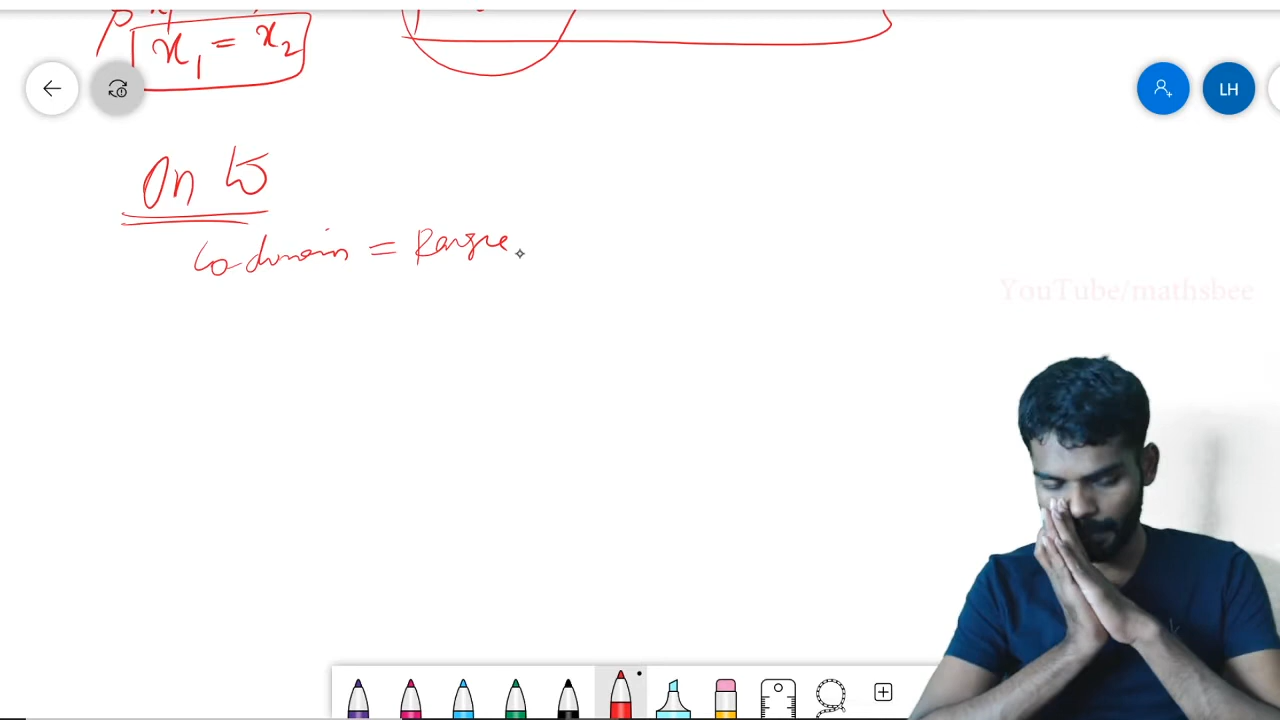 x₁ = x₂
LH
On to
Co-domain = Range
YouTube/mathsbee